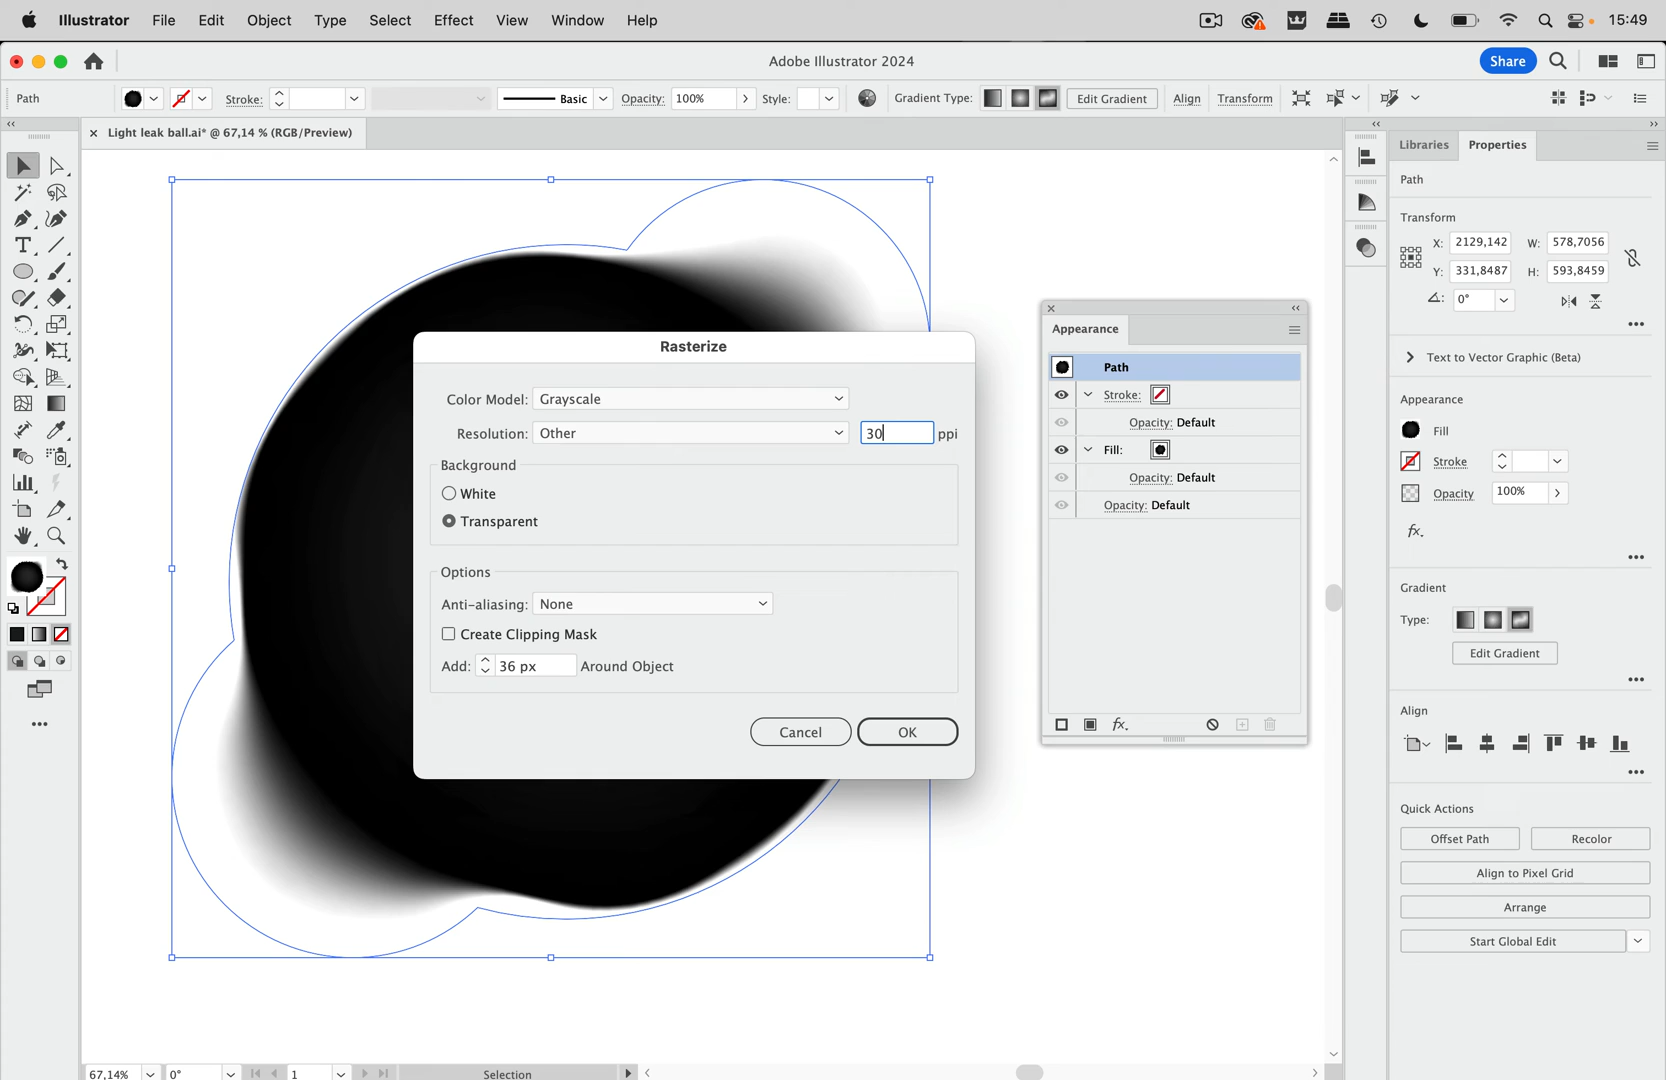 Illustrator File Edit Object Type Select Effect View Window Help 15:49
Adobe Illustrator 2024
Share
Path Stroke: Basic Opacity: 100% Style: Gradient Type: Edit Gradient Align Transform
Light leak ball.ai* @ 67,14 % (RGB/Preview)
Libraries Properties
Path
Transform
X: 2129,142 W: 578,7056
Y: 331,8487 H: 593,8459
0°
Text to Vector Graphic (Beta)
Appearance
Fill
Stroke
Opacity 100%
fx.
Gradient
Type:
Edit Gradient
Align
Quick Actions
Offset Path Recolor
Align to Pixel Grid
Arrange
Start Global Edit
Appearance
Path
Stroke:
Opacity: Default
Fill:
Opacity: Default
Opacity: Default
fx.
Rasterize
Color Model: Grayscale
Resolution: Other 30 ppi
Background
White
Transparent
Options
Anti-aliasing: None
Create Clipping Mask
Add: 36 px Around Object
Cancel OK
67,14% 0° 1 Selection